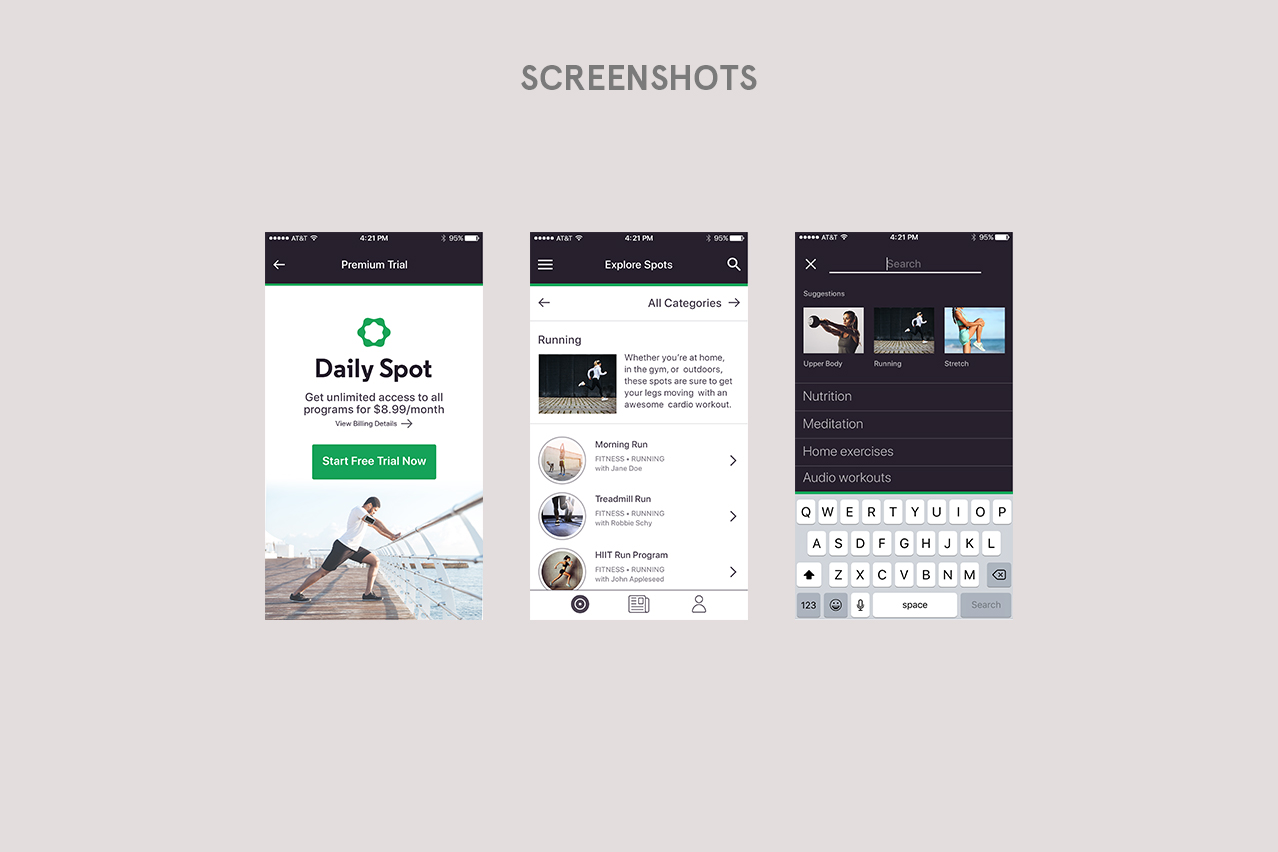 SCREENSHOTS
AT&T 4:21 PM 95%
Premium Trial
Daily Spot
Get unlimited access to all
programs for $8.99/month
View Billing Details
Start Free Trial Now
AT&T 4:21 PM 95%
Explore Spots
All Categories
Running
Whether you're at home,
in the gym, or outdoors,
these spots are sure to get
your legs moving with an
awesome cardio workout.
Morning Run
FITNESS • RUNNING
with Jane Doe
Treadmill Run
FITNESS • RUNNING
with Robbie Schy
HIIT Run Program
FITNESS • RUNNING
with John Appleseed
AT&T 4:21 PM 95%
Search
Suggestions
Upper Body Running Stretch
Nutrition
Meditation
Home exercises
Audio workouts
Q W E R T Y U I O P
A S D F G H J K L
Z X C V B N M
123 space Search